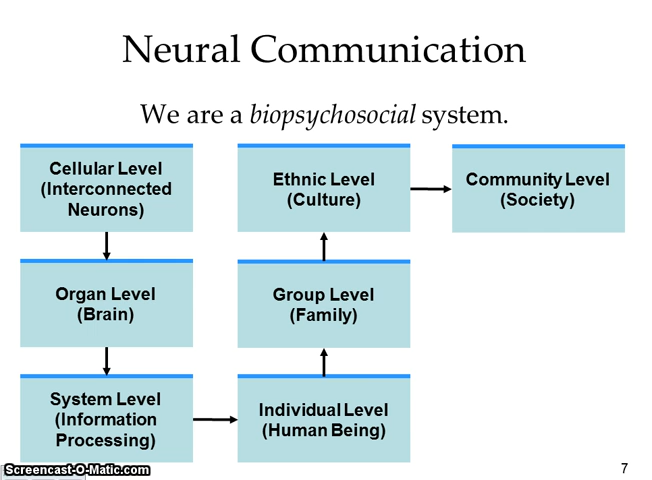 Neural Communication
We are a biopsychosocial system.
Cellular Level
(Interconnected
Neurons)
Organ Level
(Brain)
System Level
(Information
Processing)
Individual Level
(Human Being)
Group Level
(Family)
Ethnic Level
(Culture)
Community Level
(Society)
Screencast-O-Matic.com
7